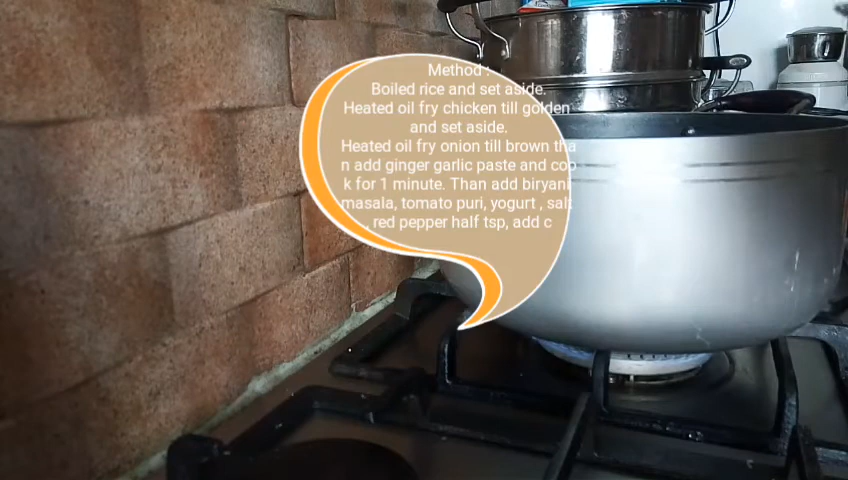 Method :
Boiled rice and set aside.
Heated oil fry chicken till golden
and set aside.
Heated oil fry onion till brown tha
n add ginger garlic paste and coo
k for 1 minute. Than add biryani
masala, tomato puri, yogurt , salt
, red pepper half tsp, add c